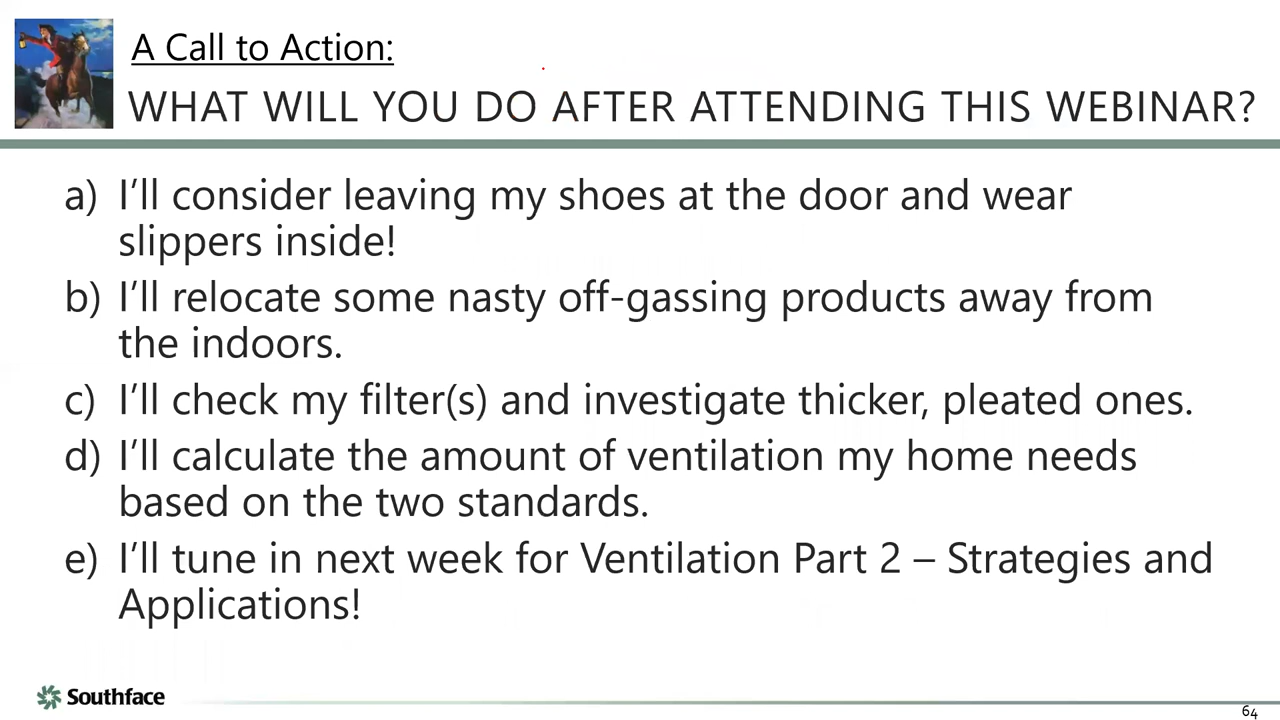 A Call to Action:
WHAT WILL YOU DO AFTER ATTENDING THIS WEBINAR?
a) I’ll consider leaving my shoes at the door and wear
slippers inside!
b) I’ll relocate some nasty off-gassing products away from
the indoors.
c) I’ll check my filter(s) and investigate thicker, pleated ones.
d) I’ll calculate the amount of ventilation my home needs
based on the two standards.
e) I’ll tune in next week for Ventilation Part 2 – Strategies and
Applications!
Southface
64